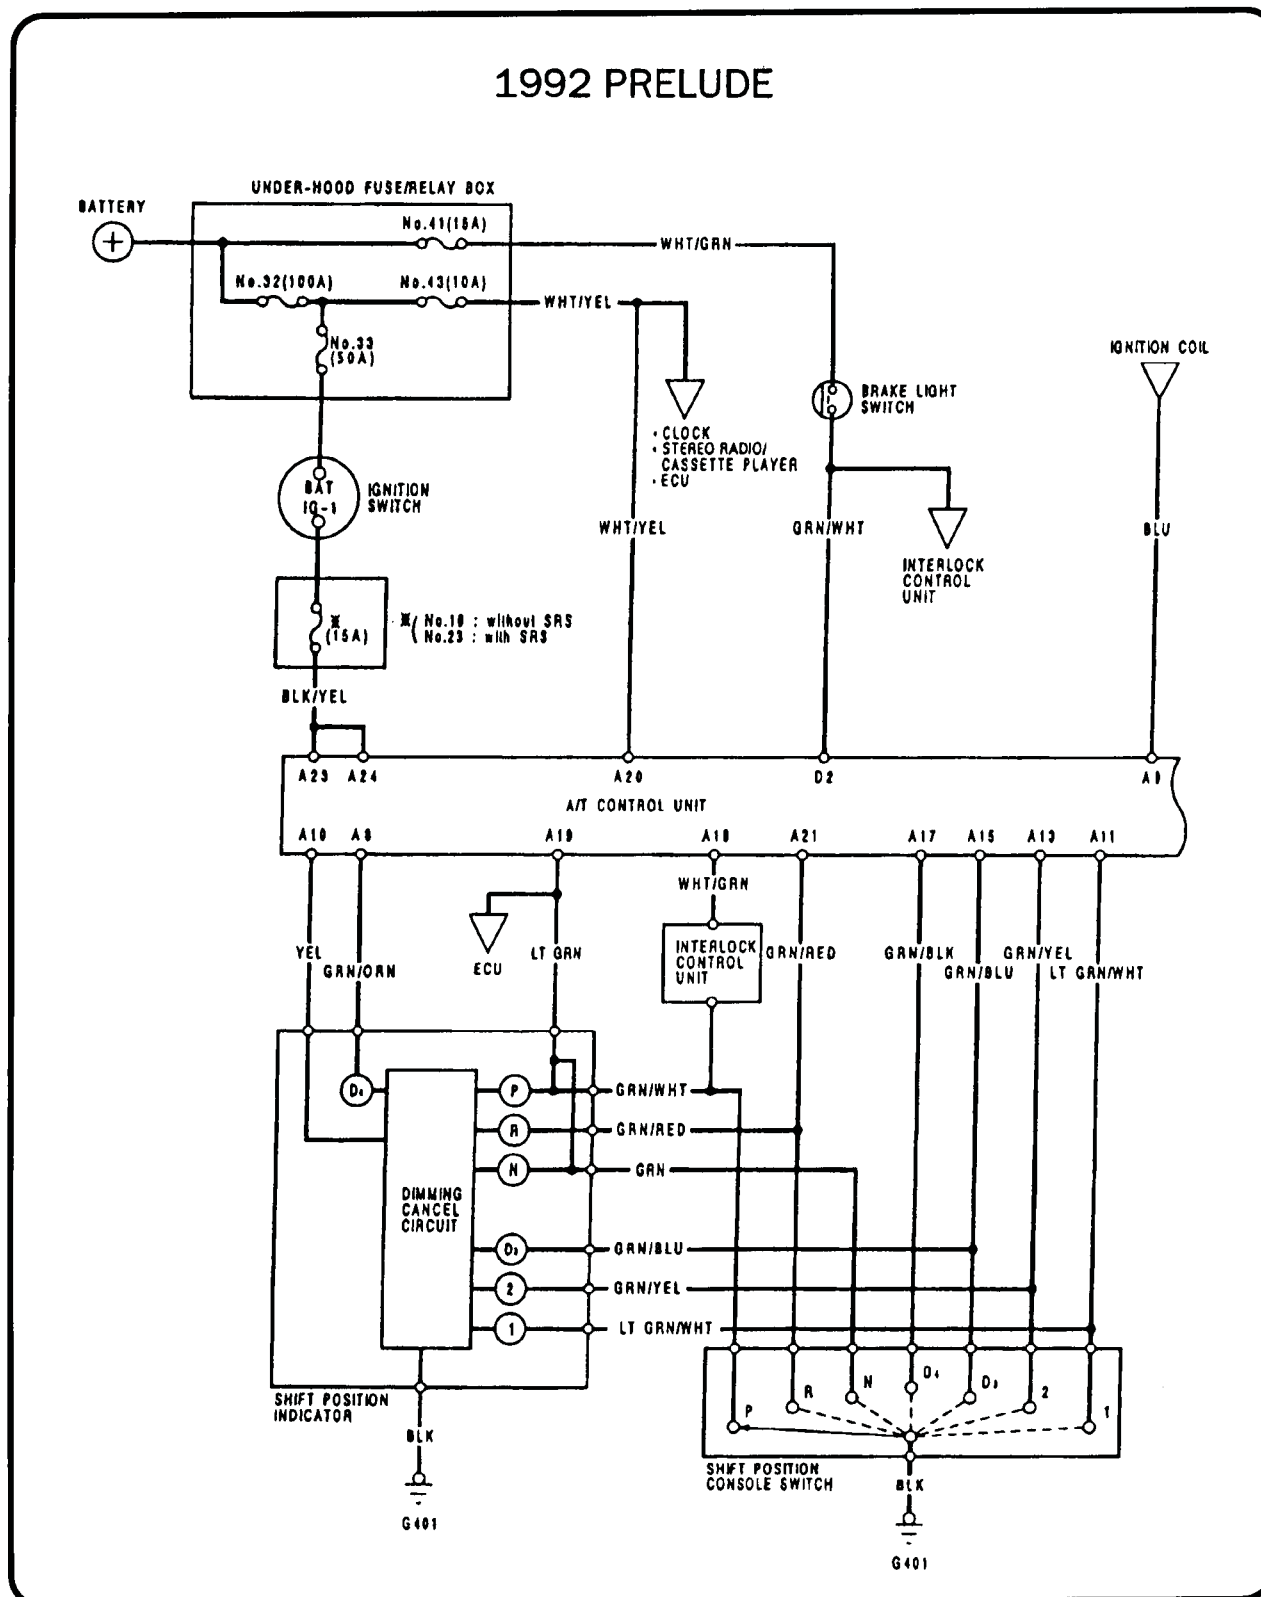 1992 PRELUDE
UNDER-HOOD FUSE/RELAY BOX
BATTERY
+
No.41(15A)
WHT/GRN
No.32(100A)
No.43(10A)
WHT/YEL
No.33
(50A)
IGNITION COIL
BRAKE LIGHT
SWITCH
• CLOCK
• STEREO RADIO/
CASSETTE PLAYER
• ECU
BAT
IG-1
IGNITION
SWITCH
WHT/YEL
GRN/WHT
BLU
INTERLOCK
CONTROL
UNIT
※
(15A)
※( No.18 : without SRS
No.23 : with SRS
BLK/YEL
A23
A24
A20
D2
A9
A/T CONTROL UNIT
A10
A8
A19
A18
A21
A17
A15
A13
A11
WHT/GRN
YEL
GRN/ORN
ECU
LT GRN
INTERLOCK
CONTROL
UNIT
GRN/RED
GRN/BLK
GRN/BLU
GRN/YEL
LT GRN/WHT
D4
P
GRN/WHT
R
GRN/RED
N
GRN
DIMMING
CANCEL
CIRCUIT
D3
GRN/BLU
2
GRN/YEL
1
LT GRN/WHT
SHIFT POSITION
INDICATOR
BLK
G401
P
R
N
D4
D3
2
1
SHIFT POSITION
CONSOLE SWITCH
BLK
G401